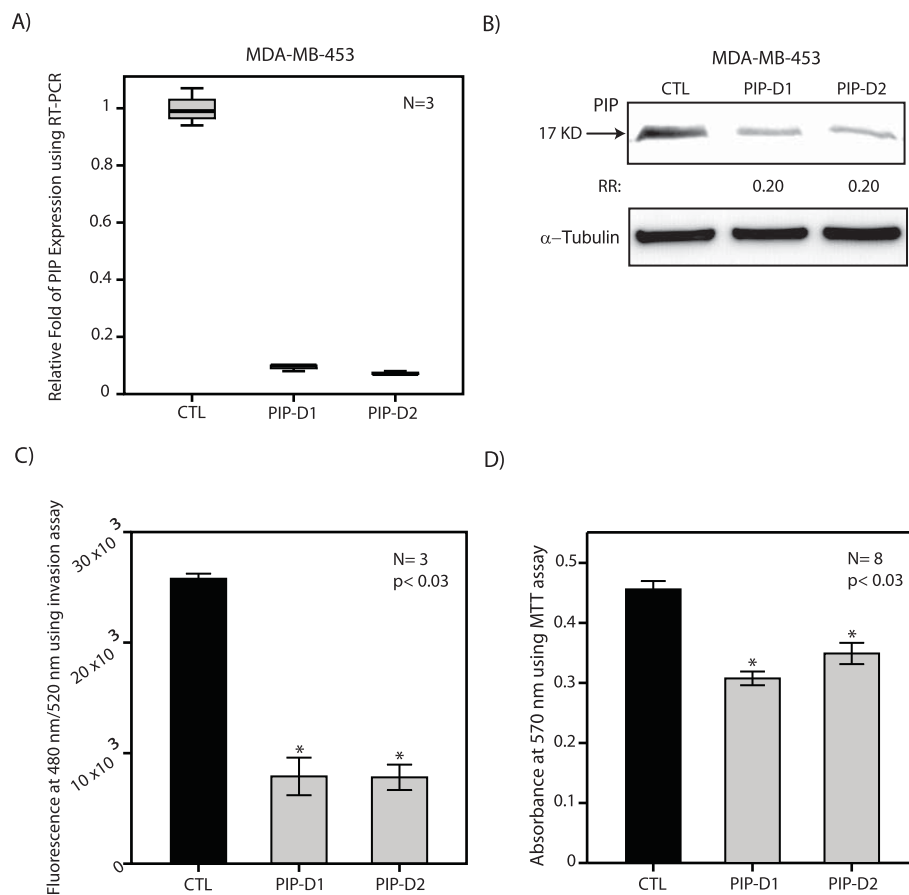 A)
MDA-MB-453
Relative Fold of PIP Expression using RT-PCR
N=3
1
0.8
0.6
0.4
0.2
0
CTL
PIP-D1
PIP-D2
B)
MDA-MB-453
CTL
PIP-D1
PIP-D2
PIP
17 KD
RR:
0.20
0.20
α–Tubulin
C)
Fluorescence at 480 nm/520 nm using invasion assay
30 x10 3
20 x10 3
10 x10 3
0
N= 3
p< 0.03
*
*
CTL
PIP-D1
PIP-D2
D)
Absorbance at 570 nm using MTT assay
0.5
0.4
0.3
0.2
0.1
0
N= 8
p< 0.03
*
*
CTL
PIP-D1
PIP-D2